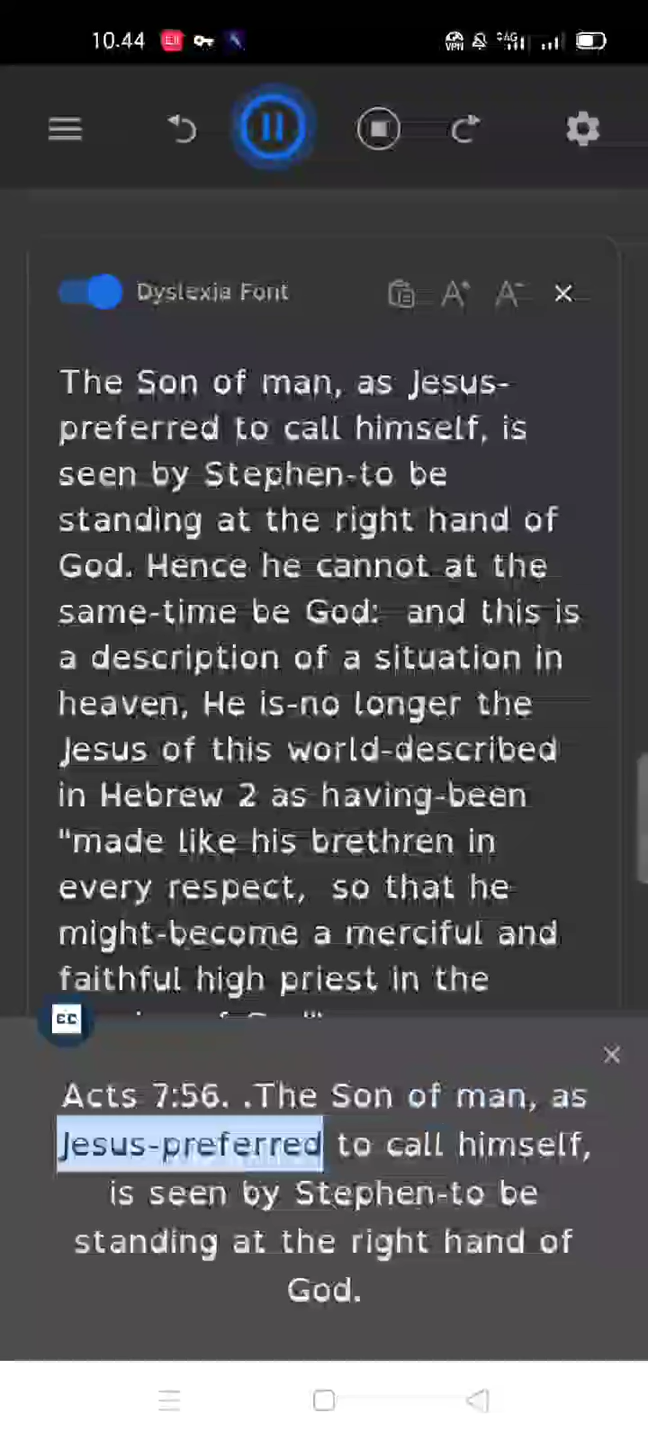 10.44
VPN
4G
Dyslexia Font
A+ A-
The Son of man, as Jesus-
preferred to call himself, is
seen by Stephen-to be
standing at the right hand of
God. Hence he cannot at the
same-time be God:  and this is
a description of a situation in
heaven, He is-no longer the
Jesus of this world-described
in Hebrew 2 as having-been
"made like his brethren in
every respect,  so that he
might-become a merciful and
faithful high priest in the
CC
Acts 7:56. .The Son of man, as
Jesus-preferred to call himself,
is seen by Stephen-to be
standing at the right hand of
God.